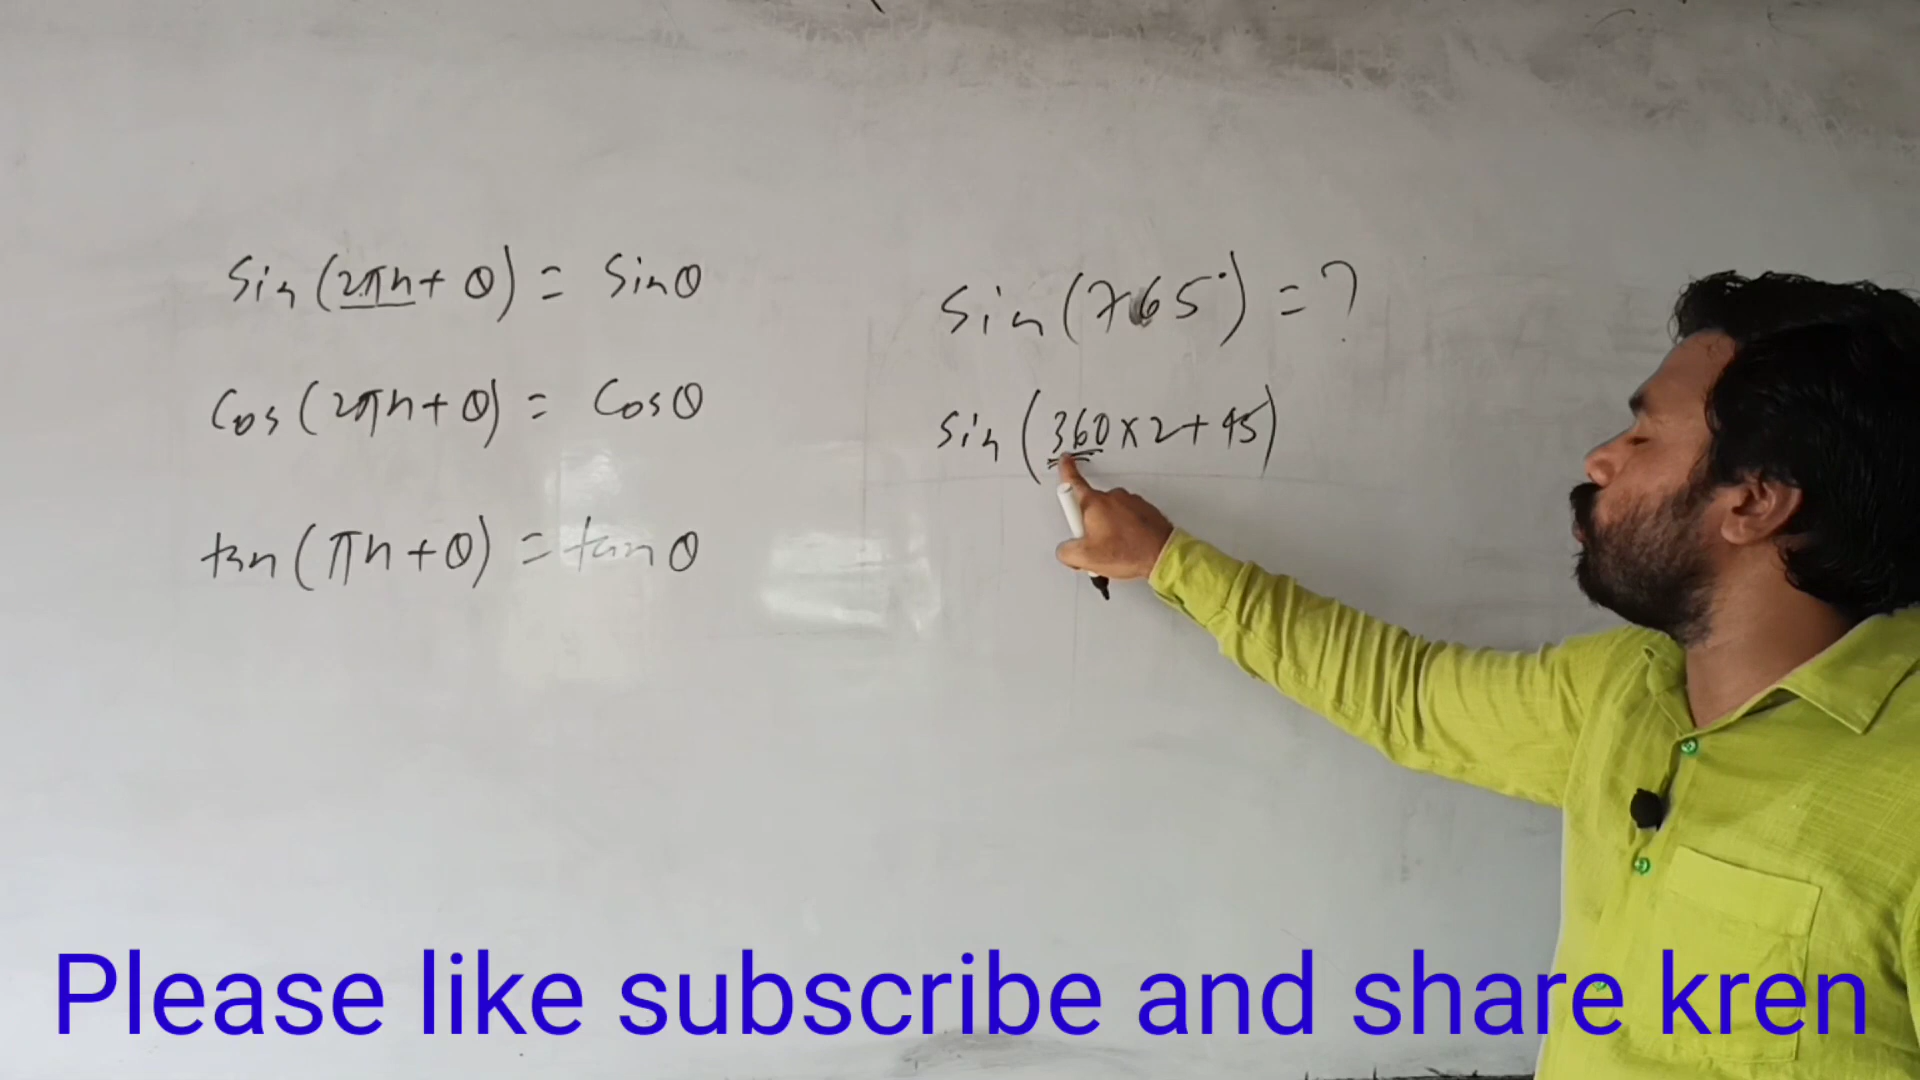 Sin (2πn + θ) = Sinθ
Cos (2πn + θ) = Cosθ
tan (πn + θ) = tan θ
Sin (765°) = ?
Sin (360 × 2 + 45)
Please like subscribe and share kren